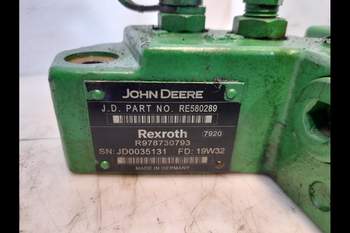 JOHN DEERE
J.D. PART NO. RE580289
Rexroth 7920
R978730793
SN: JD0035131 FD: 19W32
MADE IN GERMANY